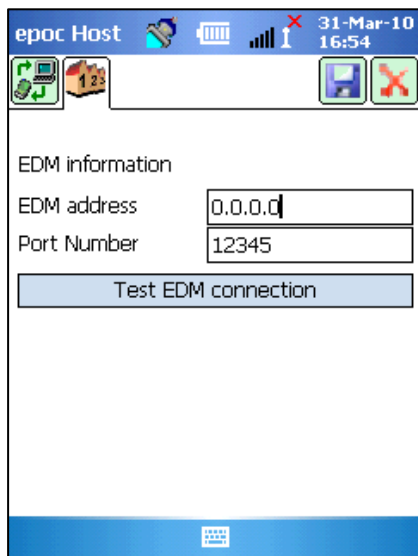 epoc Host 31-Mar-10
16:54
123
EDM information
EDM address 0.0.0.0
Port Number 12345
Test EDM connection